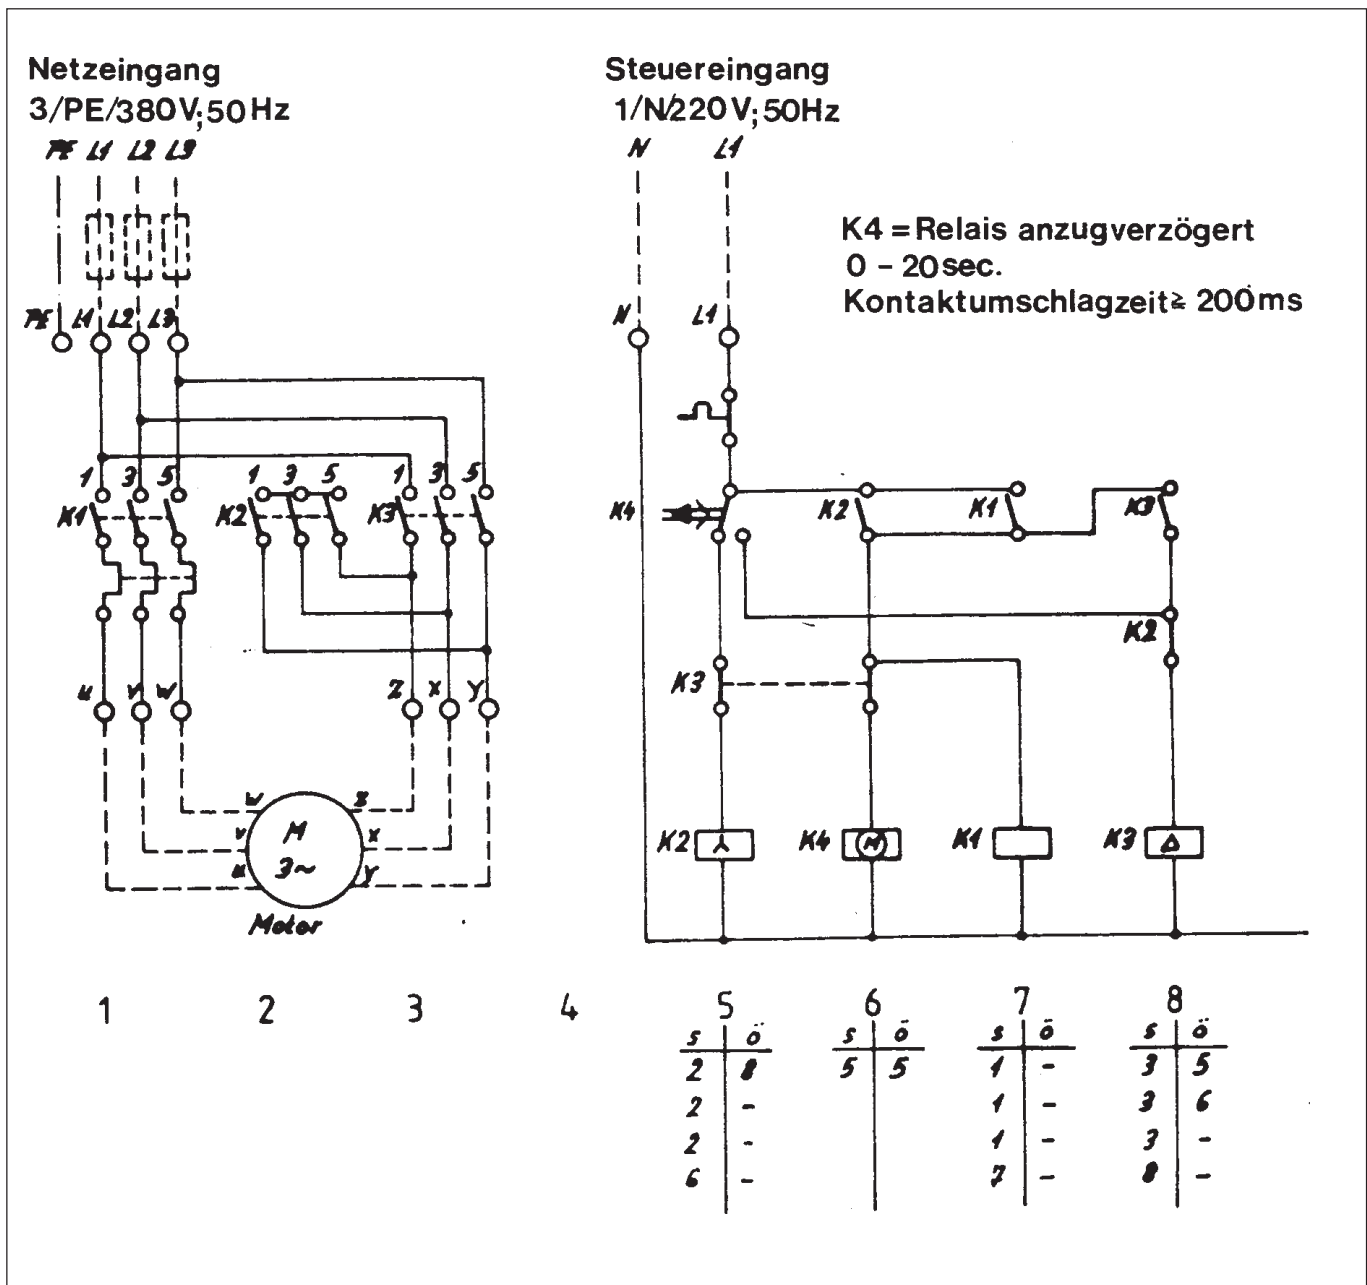 Netzeingang
3/PE/380V;50Hz
PE L1 L2 L3
PE L1 L2 L3
1 3 5
K1
1 3 5
K2
1 3 5
K3
u v w
Z X Y
w
v
u
M
3~
Z
X
Y
Motor
Steuereingang
1/N/220V;50Hz
N L1
N L1
K4 = Relais anzugverzögert
0 - 20sec.
Kontaktumschlagzeit ≥ 200ms
K4
K2
K1
K3
K2
K3
K2
K4
M
K1
K3
Δ
1 2 3 4 5 6 7 8
s ö s ö s ö s ö
2 8 5 5 1 - 3 5
2 - 1 - 3 6
2 - 1 - 3 -
6 - 7 - 8 -